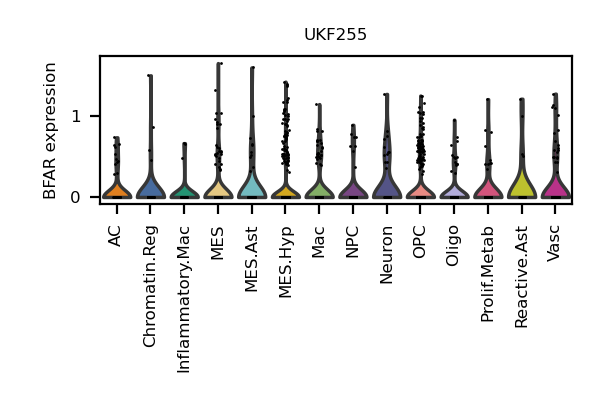 UKF255
BFAR expression
1
0
AC
Chromatin.Reg
Inflammatory.Mac
MES
MES.Ast
MES.Hyp
Mac
NPC
Neuron
OPC
Oligo
Prolif.Metab
Reactive.Ast
Vasc